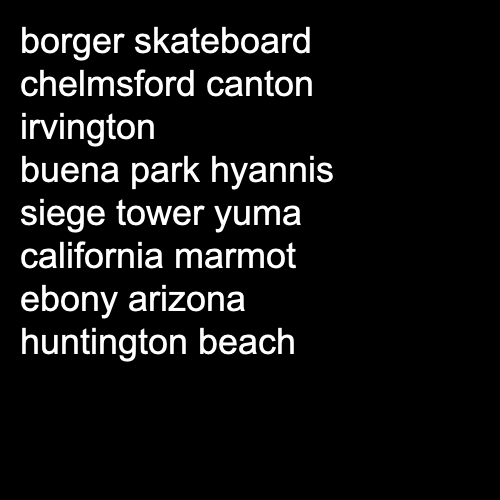 borger skateboard
chelmsford canton
irvington
buena park hyannis
siege tower yuma
california marmot
ebony arizona
huntington beach